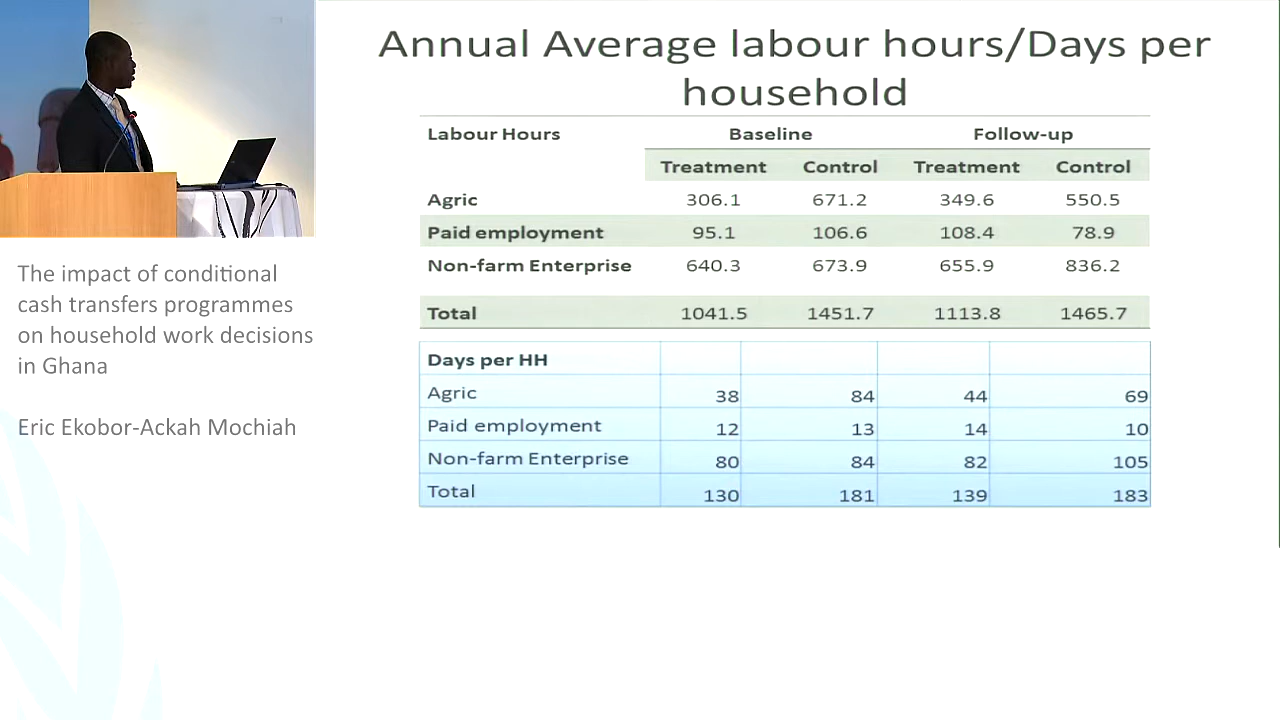 Annual Average labour hours/Days per
household
Labour Hours Baseline Follow-up
Treatment Control Treatment Control
Agric 306.1 671.2 349.6 550.5
Paid employment 95.1 106.6 108.4 78.9
Non-farm Enterprise 640.3 673.9 655.9 836.2
Total 1041.5 1451.7 1113.8 1465.7
Days per HH
Agric 38 84 44 69
Paid employment 12 13 14 10
Non-farm Enterprise 80 84 82 105
Total 130 181 139 183
The impact of conditional
cash transfers programmes
on household work decisions
in Ghana
Eric Ekobor-Ackah Mochiah